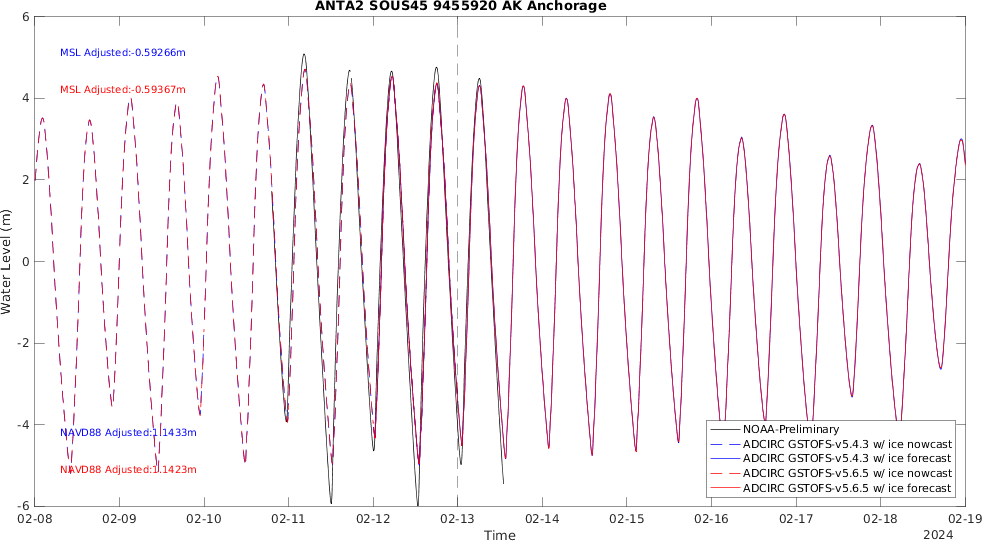 ANTA2 SOUS45 9455920 AK Anchorage
6
MSL Adjusted:-0.59266m
MSL Adjusted:-0.59367m
4
2
Water Level (m)
0
-2
-4
NAVD88 Adjusted:1.1433m
NAVD88 Adjusted:1.1423m
-6
NOAA-Preliminary
ADCIRC GSTOFS-v5.4.3 w/ ice nowcast
ADCIRC GSTOFS-v5.4.3 w/ ice forecast
ADCIRC GSTOFS-v5.6.5 w/ ice nowcast
ADCIRC GSTOFS-v5.6.5 w/ ice forecast
02-08 02-09 02-10 02-11 02-12 02-13 02-14 02-15 02-16 02-17 02-18 02-19
Time
2024